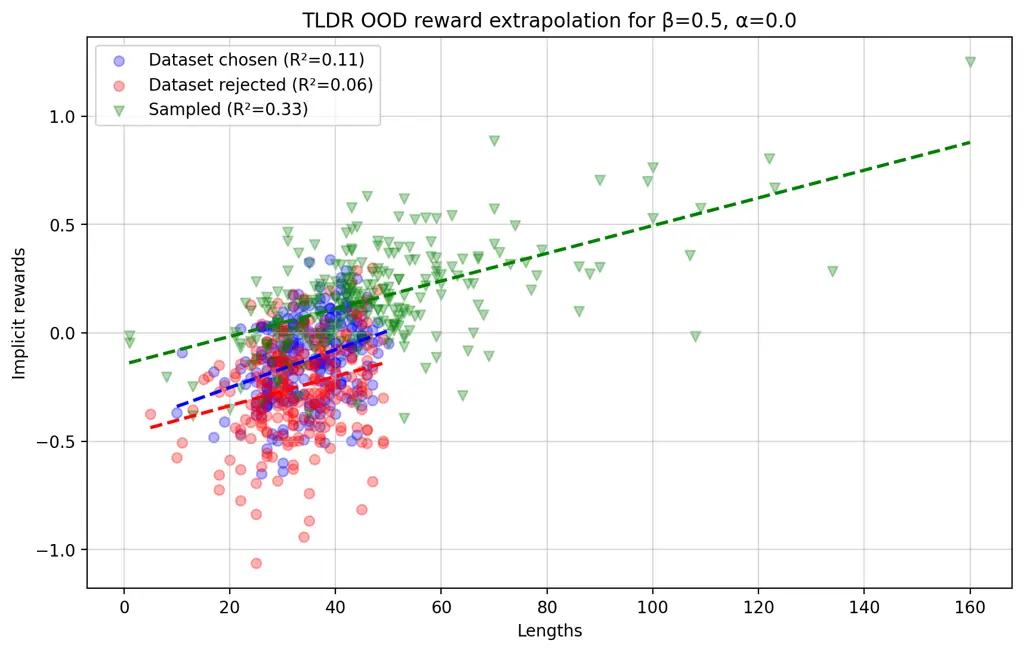 TLDR OOD reward extrapolation for β=0.5, α=0.0
Dataset chosen (R²=0.11)
Dataset rejected (R²=0.06)
Sampled (R²=0.33)
Implicit rewards
1.0
0.5
0.0
−0.5
−1.0
0 20 40 60 80 100 120 140 160
Lengths